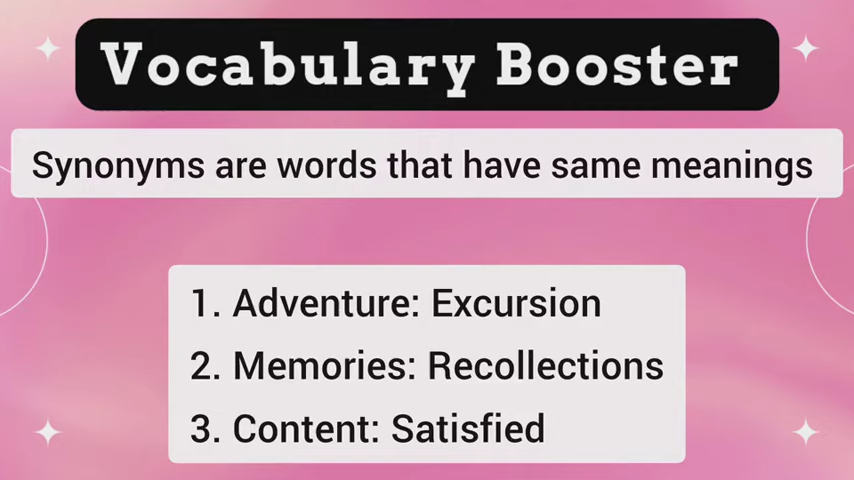 Vocabulary Booster
Synonyms are words that have same meanings
1. Adventure: Excursion
2. Memories: Recollections
3. Content: Satisfied